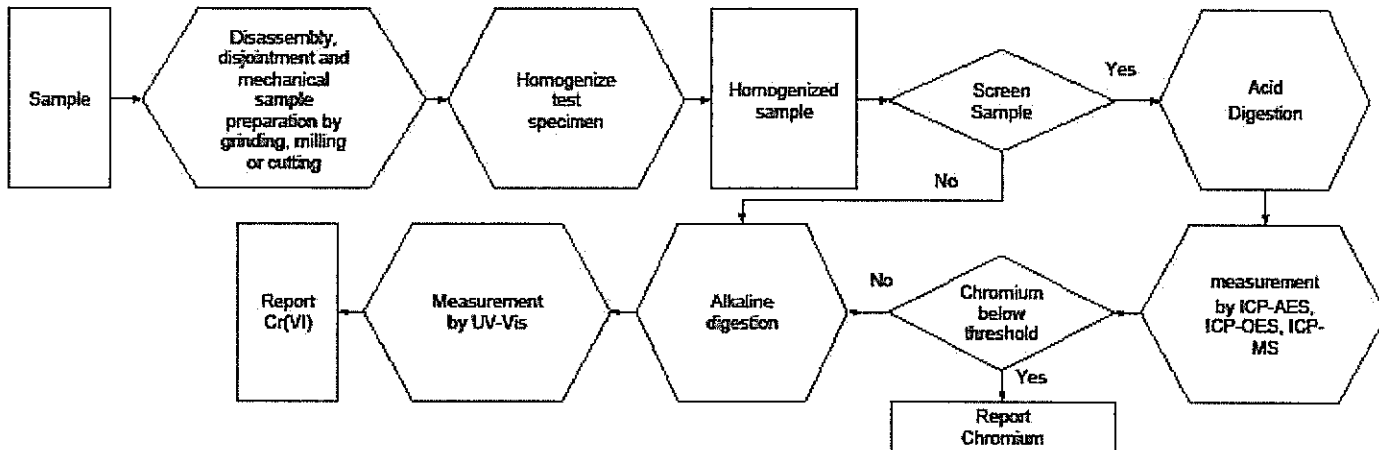 Sample
Disassembly,
disjointment and
mechanical
sample
preparation by
grinding, milling
or cutting
Homogenize
test
specimen
Homogenized
sample
Screen
Sample
Yes
Acid
Digestion
No
Report
Cr(VI)
Measurement
by UV-Vis
Alkaline
digestion
No
Chromium
below
threshold
measurement
by ICP-AES,
ICP-OES, ICP-
MS
Yes
Report
Chromium